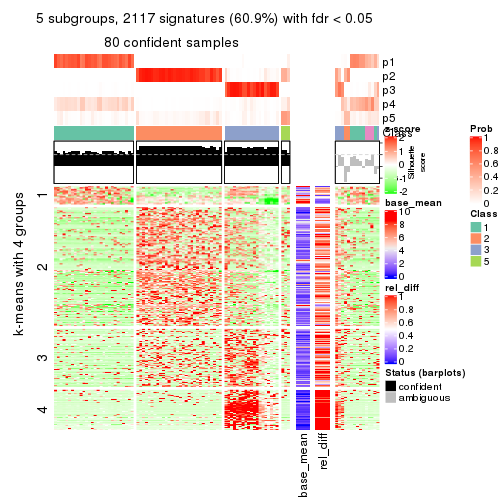 5 subgroups, 2117 signatures (60.9%) with fdr < 0.05
80 confident samples
p1
p2
p3
p4
p5
Class
Silhouette score
k-means with 4 groups
1
2
3
4
base_mean
rel_diff
z-score
2
1
0
-1
-2
base_mean
10
8
6
4
2
0
rel_diff
1
0.8
0.6
0.4
0.2
0
Status (barplots)
confident
ambiguous
Prob
1
0.8
0.6
0.4
0.2
0
Class
1
2
3
5